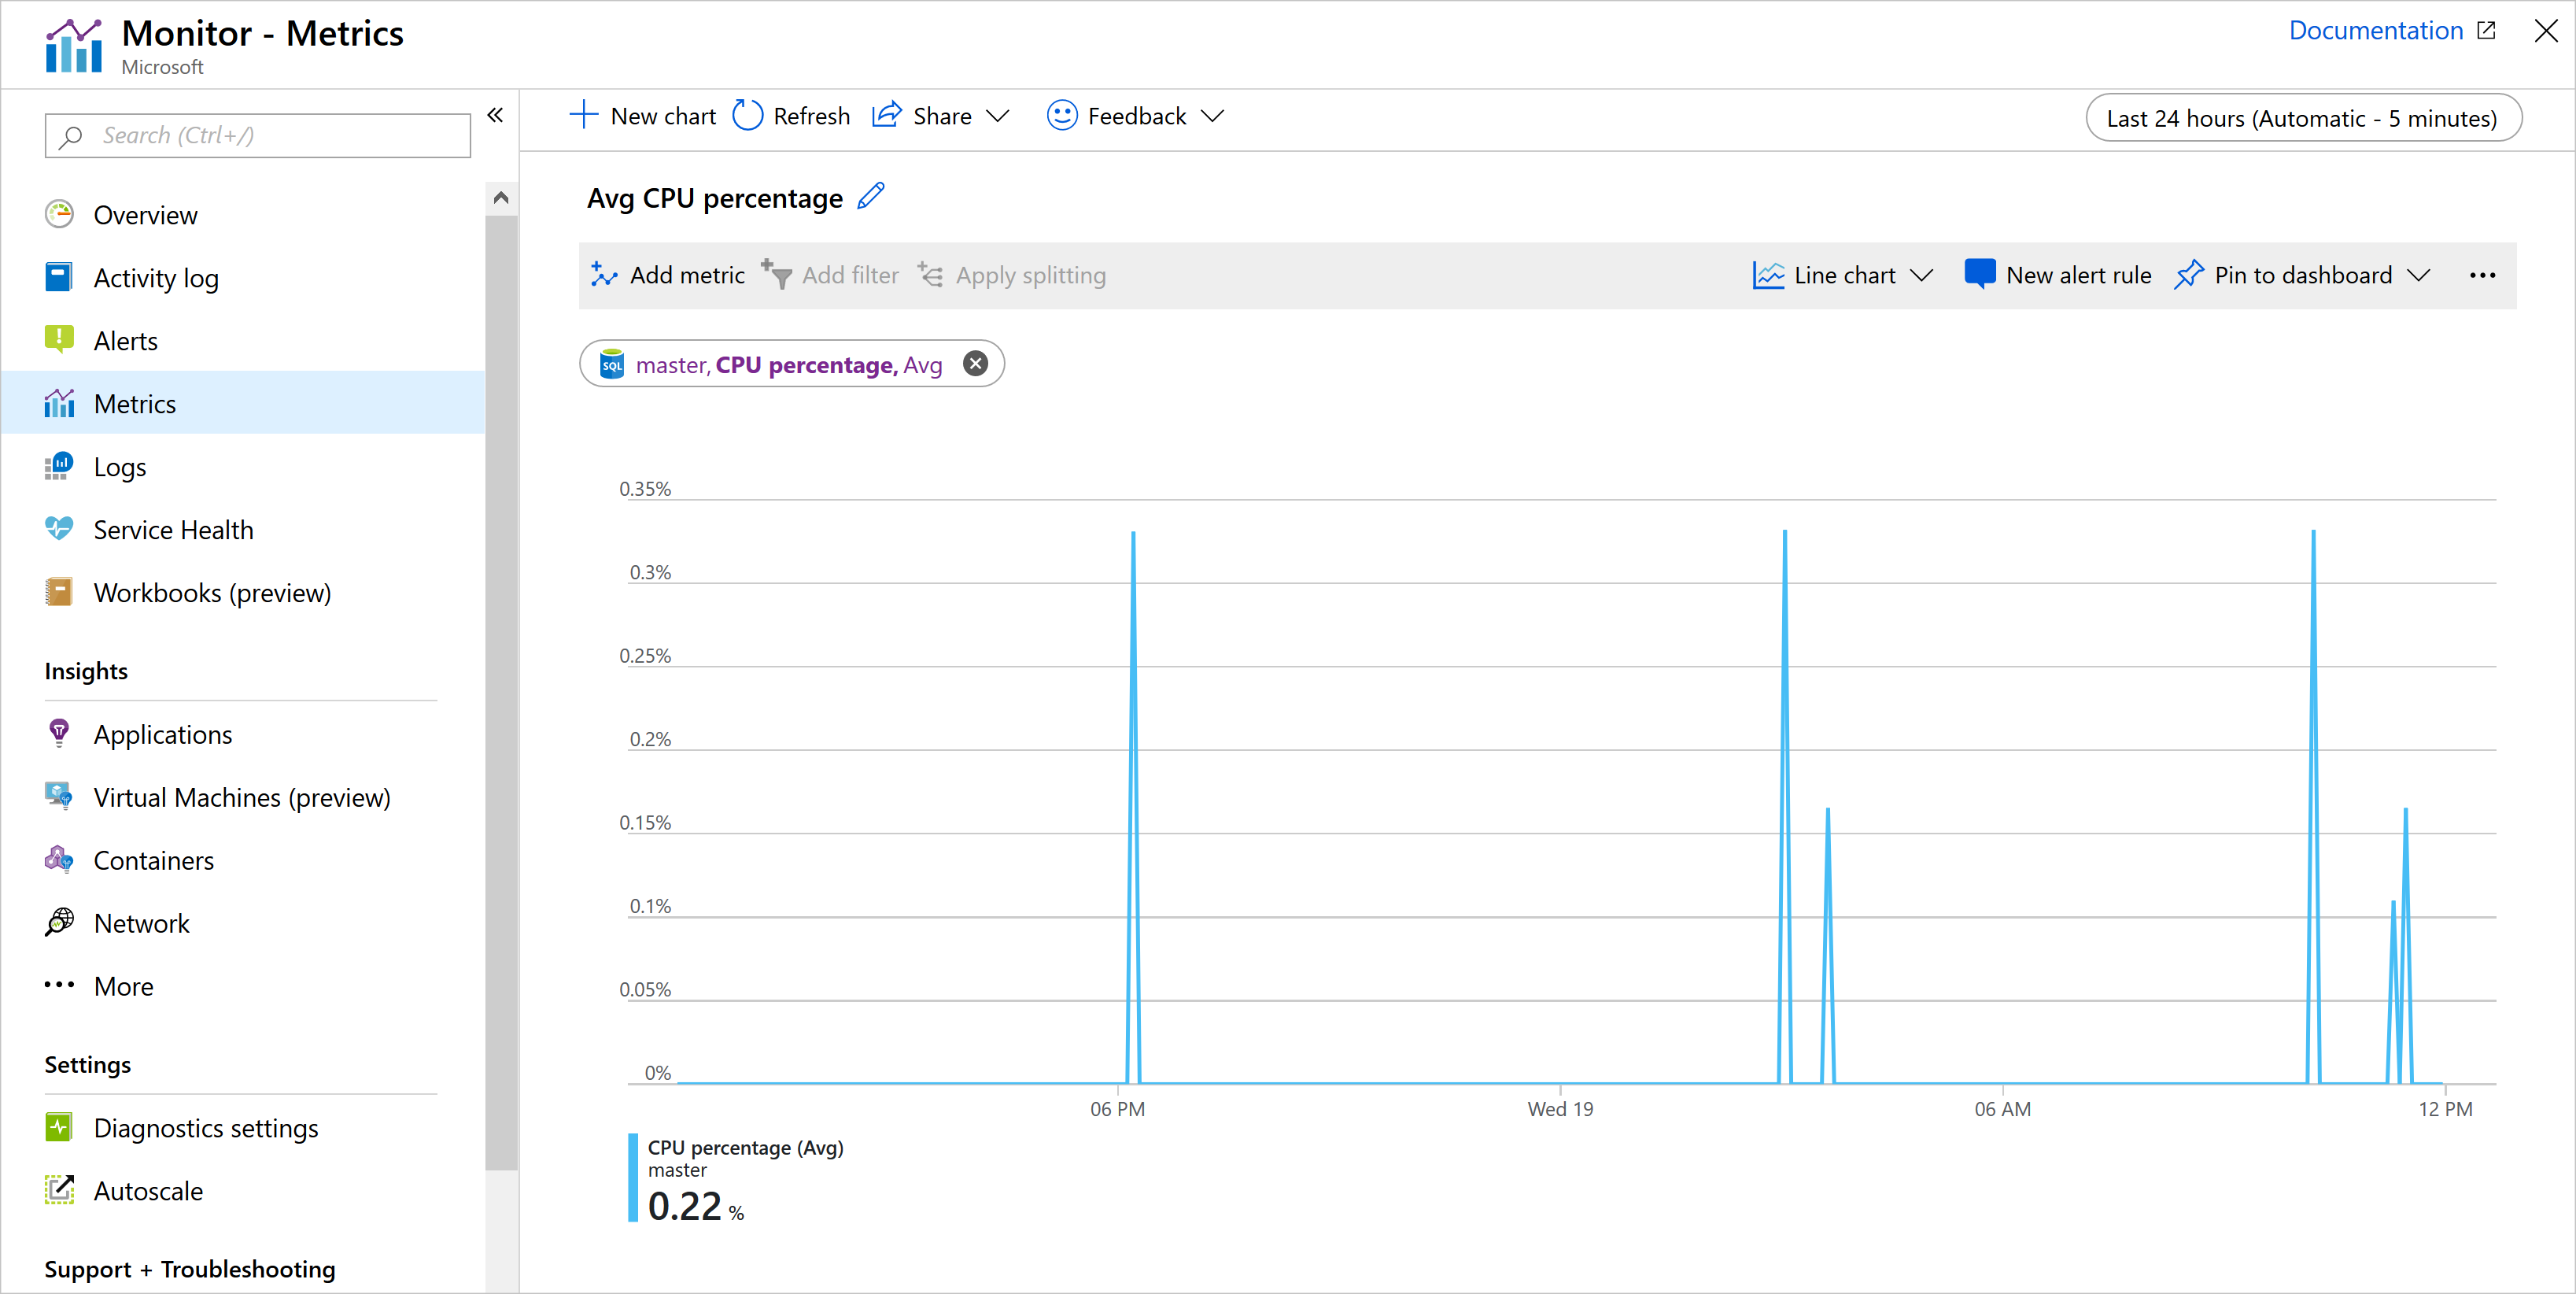 Monitor - Metrics
Microsoft
Documentation
Search (Ctrl+/)
Overview
Activity log
Alerts
Metrics
Logs
Service Health
Workbooks (preview)
Insights
Applications
Virtual Machines (preview)
Containers
Network
More
Settings
Diagnostics settings
Autoscale
Support + Troubleshooting
New chart Refresh Share Feedback Last 24 hours (Automatic - 5 minutes)
Avg CPU percentage
Add metric Add filter Apply splitting Line chart New alert rule Pin to dashboard
SQL master, CPU percentage, Avg
0.35%
0.3%
0.25%
0.2%
0.15%
0.1%
0.05%
0%
06 PM Wed 19 06 AM 12 PM
CPU percentage (Avg)
master
0.22 %